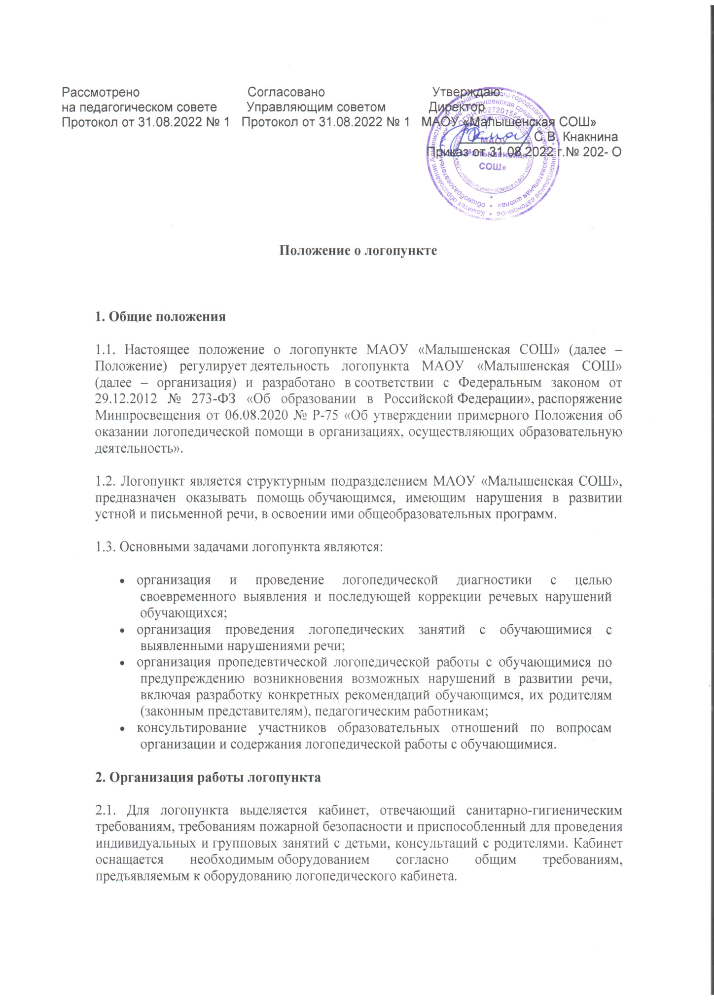 Рассмотрено Согласовано Утверждаю:
на педагогическом совете Управляющим советом Директор
Протокол от 31.08.2022 № 1 Протокол от 31.08.2022 № 1 МАОУ «Малышенская СОШ»
С.В. Кнакнина
Приказ от 31.08.2022 г.№ 202- О
МАОУ
«Малышенская
СОШ»
Положение о логопункте
1. Общие положения
1.1. Настоящее положение о логопункте МАОУ «Малышенская СОШ» (далее –
Положение) регулирует деятельность логопункта МАОУ «Малышенская СОШ»
(далее – организация) и разработано в соответствии с Федеральным законом от
29.12.2012 № 273-ФЗ «Об образовании в Российской Федерации», распоряжение
Минпросвещения от 06.08.2020 № Р-75 «Об утверждении примерного Положения об
оказании логопедической помощи в организациях, осуществляющих образовательную
деятельность».
1.2. Логопункт является структурным подразделением МАОУ «Малышенская СОШ»,
предназначен оказывать помощь обучающимся, имеющим нарушения в развитии
устной и письменной речи, в освоении ими общеобразовательных программ.
1.3. Основными задачами логопункта являются:
• организация и проведение логопедической диагностики с целью
своевременного выявления и последующей коррекции речевых нарушений
обучающихся;
• организация проведения логопедических занятий с обучающимися с
выявленными нарушениями речи;
• организация пропедевтической логопедической работы с обучающимися по
предупреждению возникновения возможных нарушений в развитии речи,
включая разработку конкретных рекомендаций обучающимся, их родителям
(законным представителям), педагогическим работникам;
• консультирование участников образовательных отношений по вопросам
организации и содержания логопедической работы с обучающимися.
2. Организация работы логопункта
2.1. Для логопункта выделяется кабинет, отвечающий санитарно-гигиеническим
требованиям, требованиям пожарной безопасности и приспособленный для проведения
индивидуальных и групповых занятий с детьми, консультаций с родителями. Кабинет
оснащается необходимым оборудованием согласно общим требованиям,
предъявляемым к оборудованию логопедического кабинета.